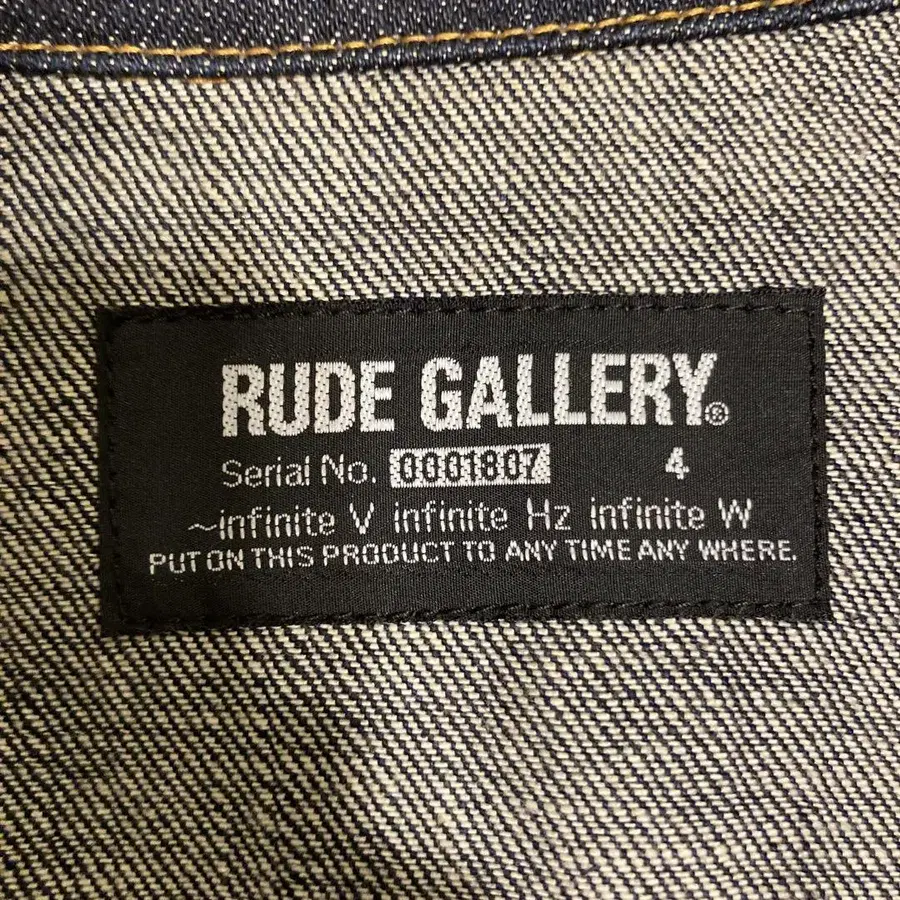 RUDE GALLERY®
Serial No. 0001807 4
~infinite V infinite Hz infinite W
PUT ON THIS PRODUCT TO ANY TIME ANY WHERE.